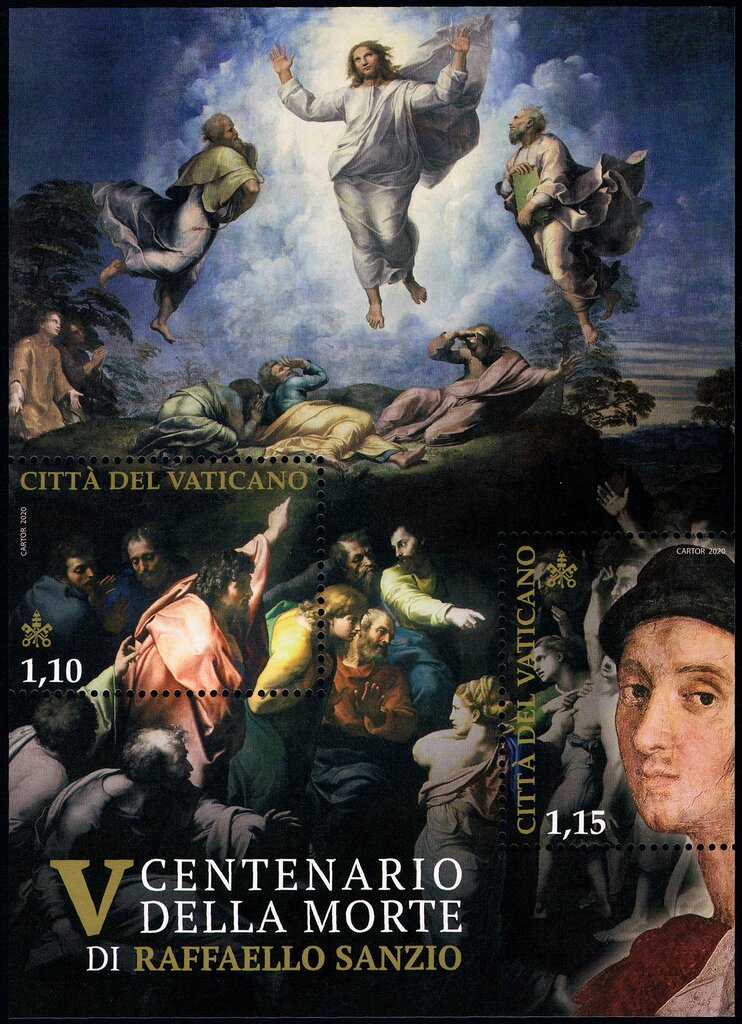 CITTÀ DEL VATICANO
CARTOR 2020
1,10
CARTOR 2020
CITTÀ DEL VATICANO
1,15
V CENTENARIO
DELLA MORTE
DI RAFFAELLO SANZIO